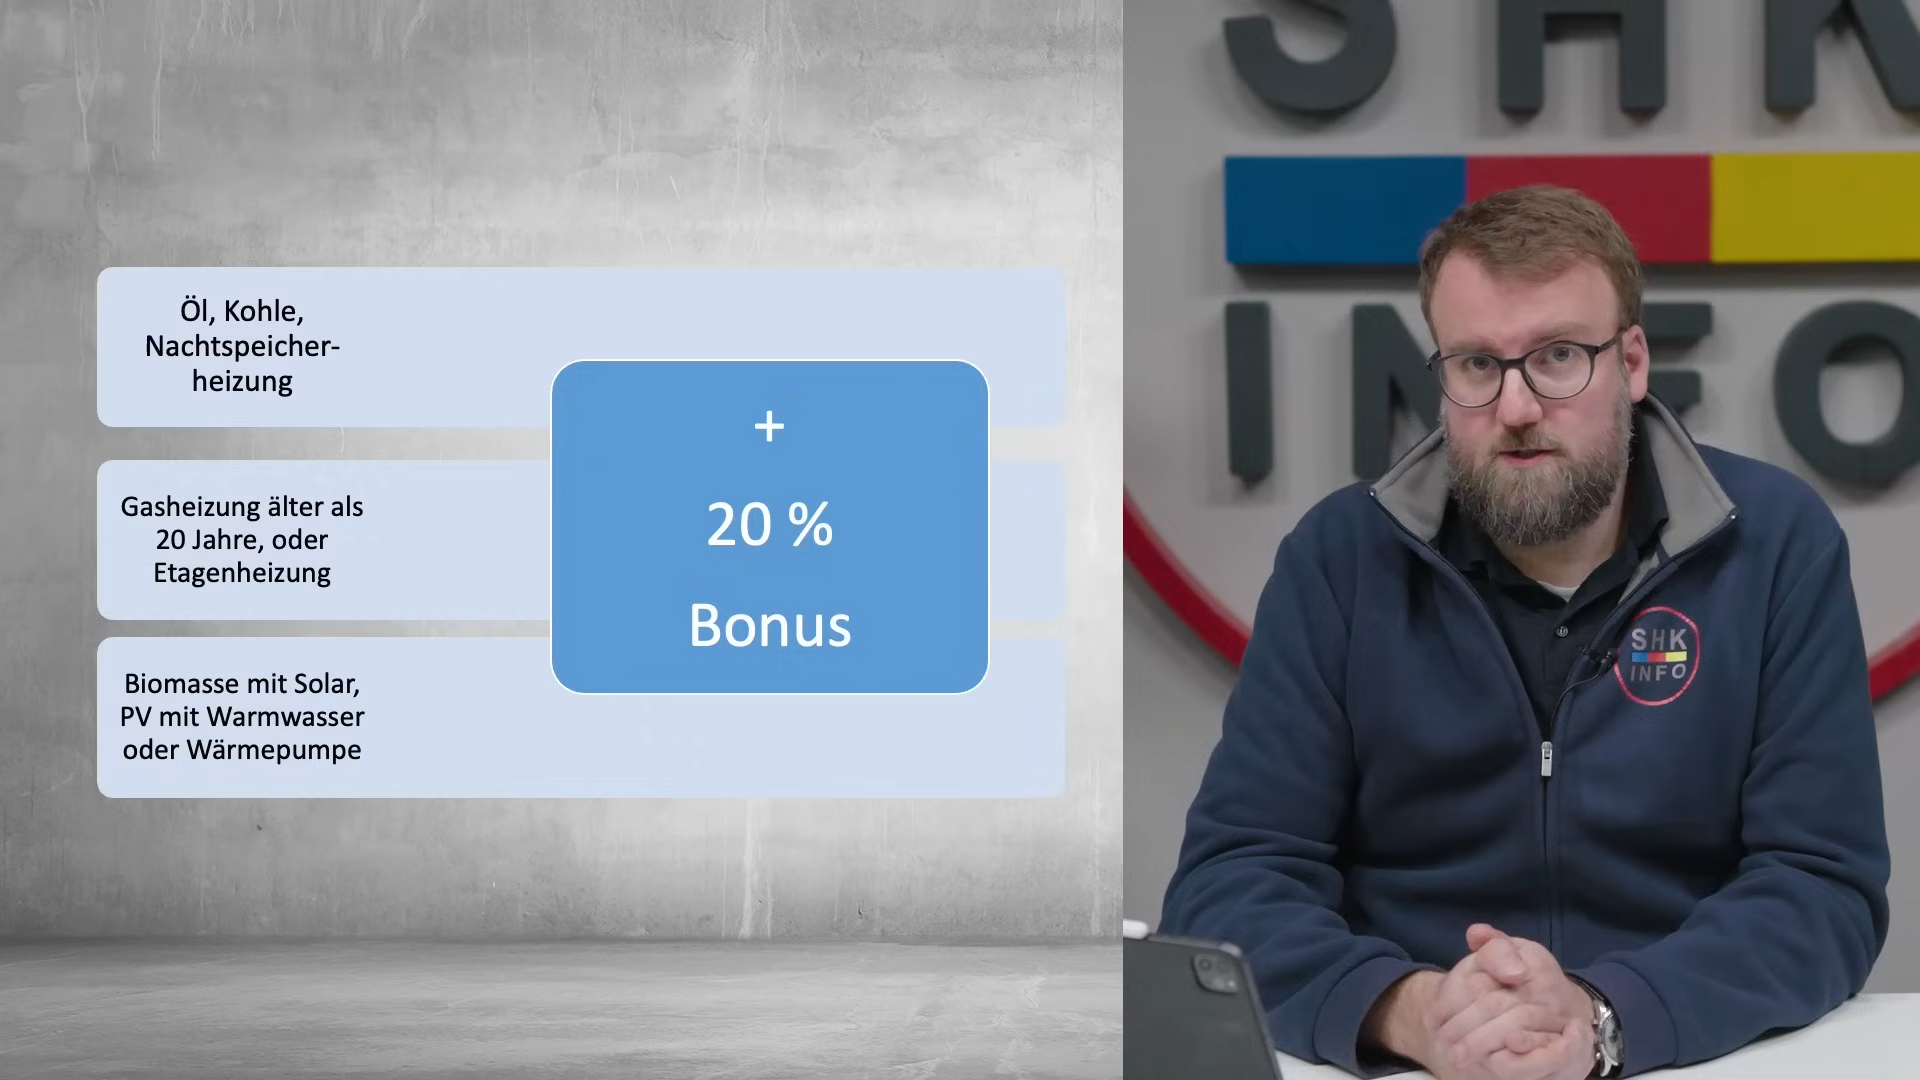 Öl, Kohle,
Nachtspeicher-
heizung
Gasheizung älter als
20 Jahre, oder
Etagenheizung
Biomasse mit Solar,
PV mit Warmwasser
oder Wärmepumpe
+
20 %
Bonus
SHK
INFO
SHK
INFO